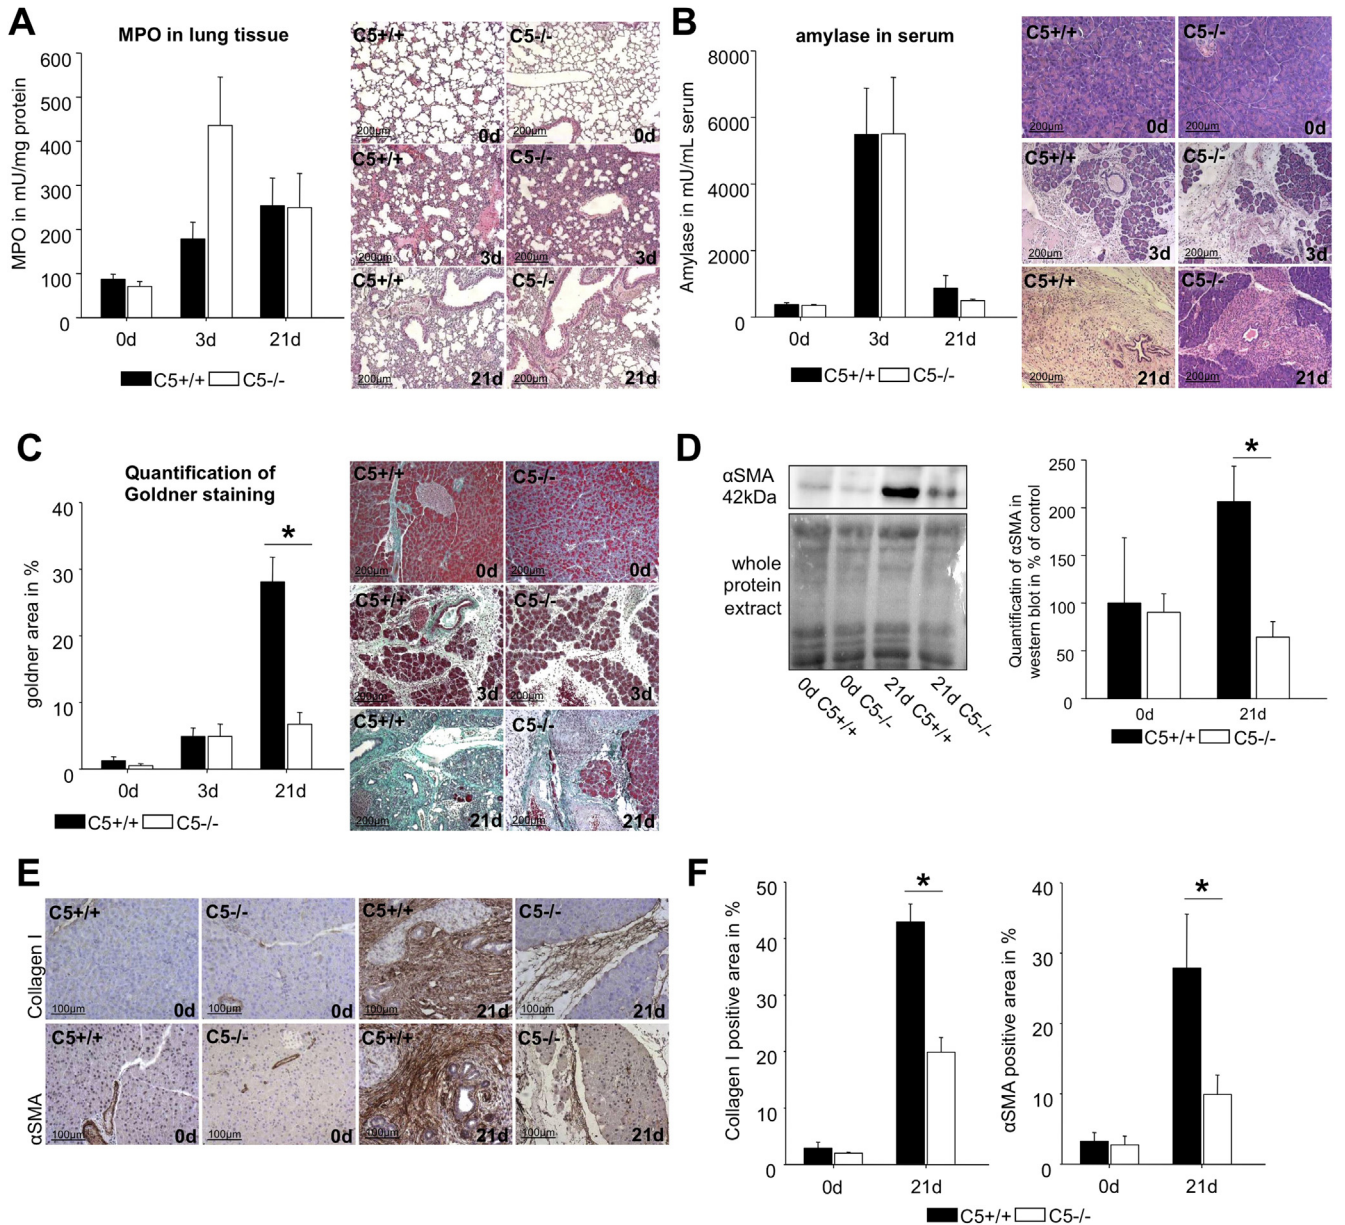 A
MPO in lung tissue
MPO in mU/mg protein
600
500
400
300
200
100
0
0d
3d
21d
C5+/+
C5-/-
C5+/+
200µm
0d
C5-/-
200µm
0d
C5+/+
200µm
3d
C5-/-
200µm
3d
C5+/+
200µm
21d
C5-/-
200µm
21d
B
amylase in serum
Amylase in mU/mL serum
8000
6000
4000
2000
0
0d
3d
21d
C5+/+
C5-/-
C5+/+
200µm
0d
C5-/-
200µm
0d
C5+/+
200µm
3d
C5-/-
200µm
3d
C5+/+
200µm
21d
C5-/-
200µm
21d
C
Quantification of
Goldner staining
goldner area in %
40
30
20
10
0
*
0d
3d
21d
C5+/+
C5-/-
C5+/+
200µm
0d
C5-/-
200µm
0d
C5+/+
200µm
3d
C5-/-
200µm
3d
C5+/+
200µm
21d
C5-/-
200µm
21d
D
αSMA
42kDa
whole
protein
extract
0d C5+/+
0d C5-/-
21d C5+/+
21d C5-/-
Quantificatin of αSMA in
western blot in % of control
250
200
150
100
50
0
*
0d
21d
C5+/+
C5-/-
E
Collagen I
C5+/+
100µm
0d
C5-/-
100µm
0d
C5+/+
100µm
21d
C5-/-
100µm
21d
αSMA
C5+/+
100µm
0d
C5-/-
100µm
0d
C5+/+
100µm
21d
C5-/-
100µm
21d
F
Collagen I positive area in %
50
40
30
20
10
0
*
0d
21d
αSMA positive area in %
40
30
20
10
0
*
0d
21d
C5+/+
C5-/-